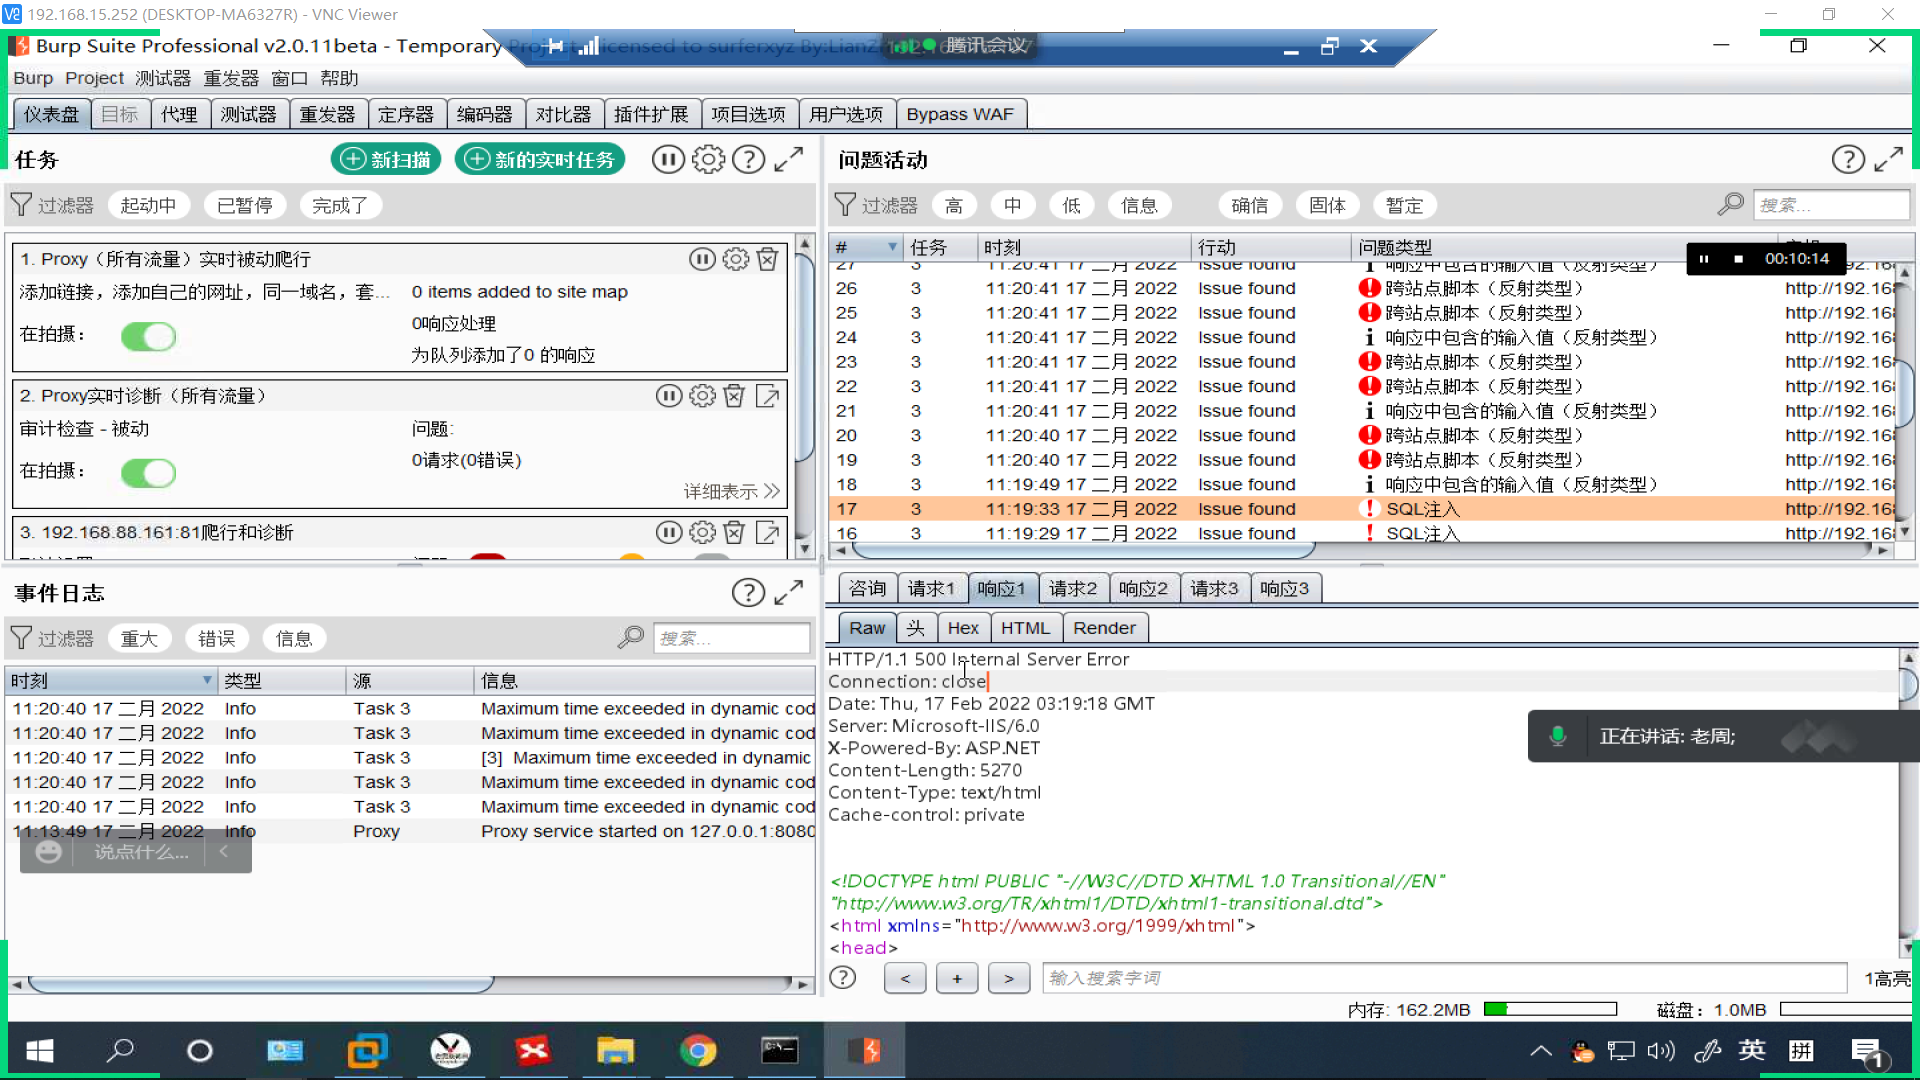 192.168.15.252 (DESKTOP-MA6327R) - VNC Viewer
Burp Suite Professional v2.0.11beta - Temporary
licensed to surferxyz By:LianZ
腾讯会议
Burp Project 测试器 重发器 窗口 帮助
仪表盘 目标 代理 测试器 重发器 定序器 编码器 对比器 插件扩展 项目选项 用户选项 Bypass WAF
任务
新扫描 新的实时任务
过滤器 起动中 已暂停 完成了
1. Proxy（所有流量）实时被动爬行
添加链接，添加自己的网址，同一域名，套... 0 items added to site map
0响应处理
在拍摄：
为队列添加了0 的响应
2. Proxy实时诊断（所有流量）
审计检查 - 被动 问题:
在拍摄： 0请求(0错误)
详细表示
3. 192.168.88.161:81爬行和诊断
问题活动
过滤器 高 中 低 信息 确信 固体 暂定 搜索...
# 任务 时刻 行动 问题类型
27 3 11:20:41 17 二月 2022 Issue found 响应中包含的输入值（反射类型）
26 3 11:20:41 17 二月 2022 Issue found 跨站点脚本（反射类型） http://192.168
25 3 11:20:41 17 二月 2022 Issue found 跨站点脚本（反射类型） http://192.168
24 3 11:20:41 17 二月 2022 Issue found 响应中包含的输入值（反射类型） http://192.168
23 3 11:20:41 17 二月 2022 Issue found 跨站点脚本（反射类型） http://192.168
22 3 11:20:41 17 二月 2022 Issue found 跨站点脚本（反射类型） http://192.168
21 3 11:20:41 17 二月 2022 Issue found 响应中包含的输入值（反射类型） http://192.168
20 3 11:20:40 17 二月 2022 Issue found 跨站点脚本（反射类型） http://192.168
19 3 11:20:40 17 二月 2022 Issue found 跨站点脚本（反射类型） http://192.168
18 3 11:19:49 17 二月 2022 Issue found 响应中包含的输入值（反射类型） http://192.168
17 3 11:19:33 17 二月 2022 Issue found SQL注入 http://192.168
16 3 11:19:29 17 二月 2022 Issue found SQL注入 http://192.168
00:10:14
事件日志
过滤器 重大 错误 信息 搜索...
时刻 类型 源 信息
11:20:40 17 二月 2022 Info Task 3 Maximum time exceeded in dynamic cod
11:20:40 17 二月 2022 Info Task 3 Maximum time exceeded in dynamic cod
11:20:40 17 二月 2022 Info Task 3 [3] Maximum time exceeded in dynamic
11:20:40 17 二月 2022 Info Task 3 Maximum time exceeded in dynamic cod
11:20:40 17 二月 2022 Info Task 3 Maximum time exceeded in dynamic cod
11:13:49 17 二月 2022 Info Proxy Proxy service started on 127.0.0.1:8080
说点什么...
咨询 请求1 响应1 请求2 响应2 请求3 响应3
Raw 头 Hex HTML Render
HTTP/1.1 500 Internal Server Error
Connection: close
Date: Thu, 17 Feb 2022 03:19:18 GMT
Server: Microsoft-IIS/6.0
X-Powered-By: ASP.NET
Content-Length: 5270
Content-Type: text/html
Cache-control: private
<!DOCTYPE html PUBLIC "-//W3C//DTD XHTML 1.0 Transitional//EN"
"http://www.w3.org/TR/xhtml1/DTD/xhtml1-transitional.dtd">
<html xmlns="http://www.w3.org/1999/xhtml">
<head>
正在讲话: 老周;
< + > 输入搜索字词 1高亮
内存: 162.2MB 磁盘：1.0MB
英 拼 1